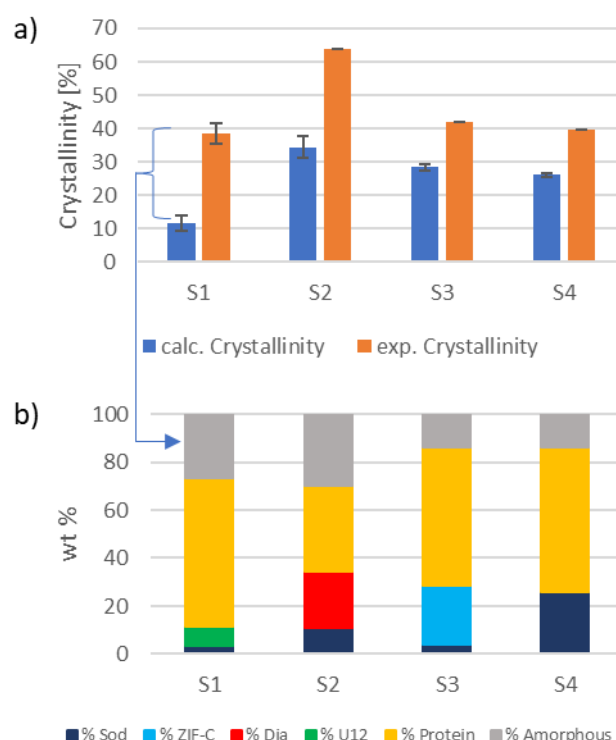 a)
Crystallinity [%]
70
60
50
40
30
20
10
0
S1 S2 S3 S4
calc. Crystallinity exp. Crystallinity
b)
wt %
100
80
60
40
20
0
S1 S2 S3 S4
% Sod % ZIF-C % Dia % U12 % Protein % Amorphous